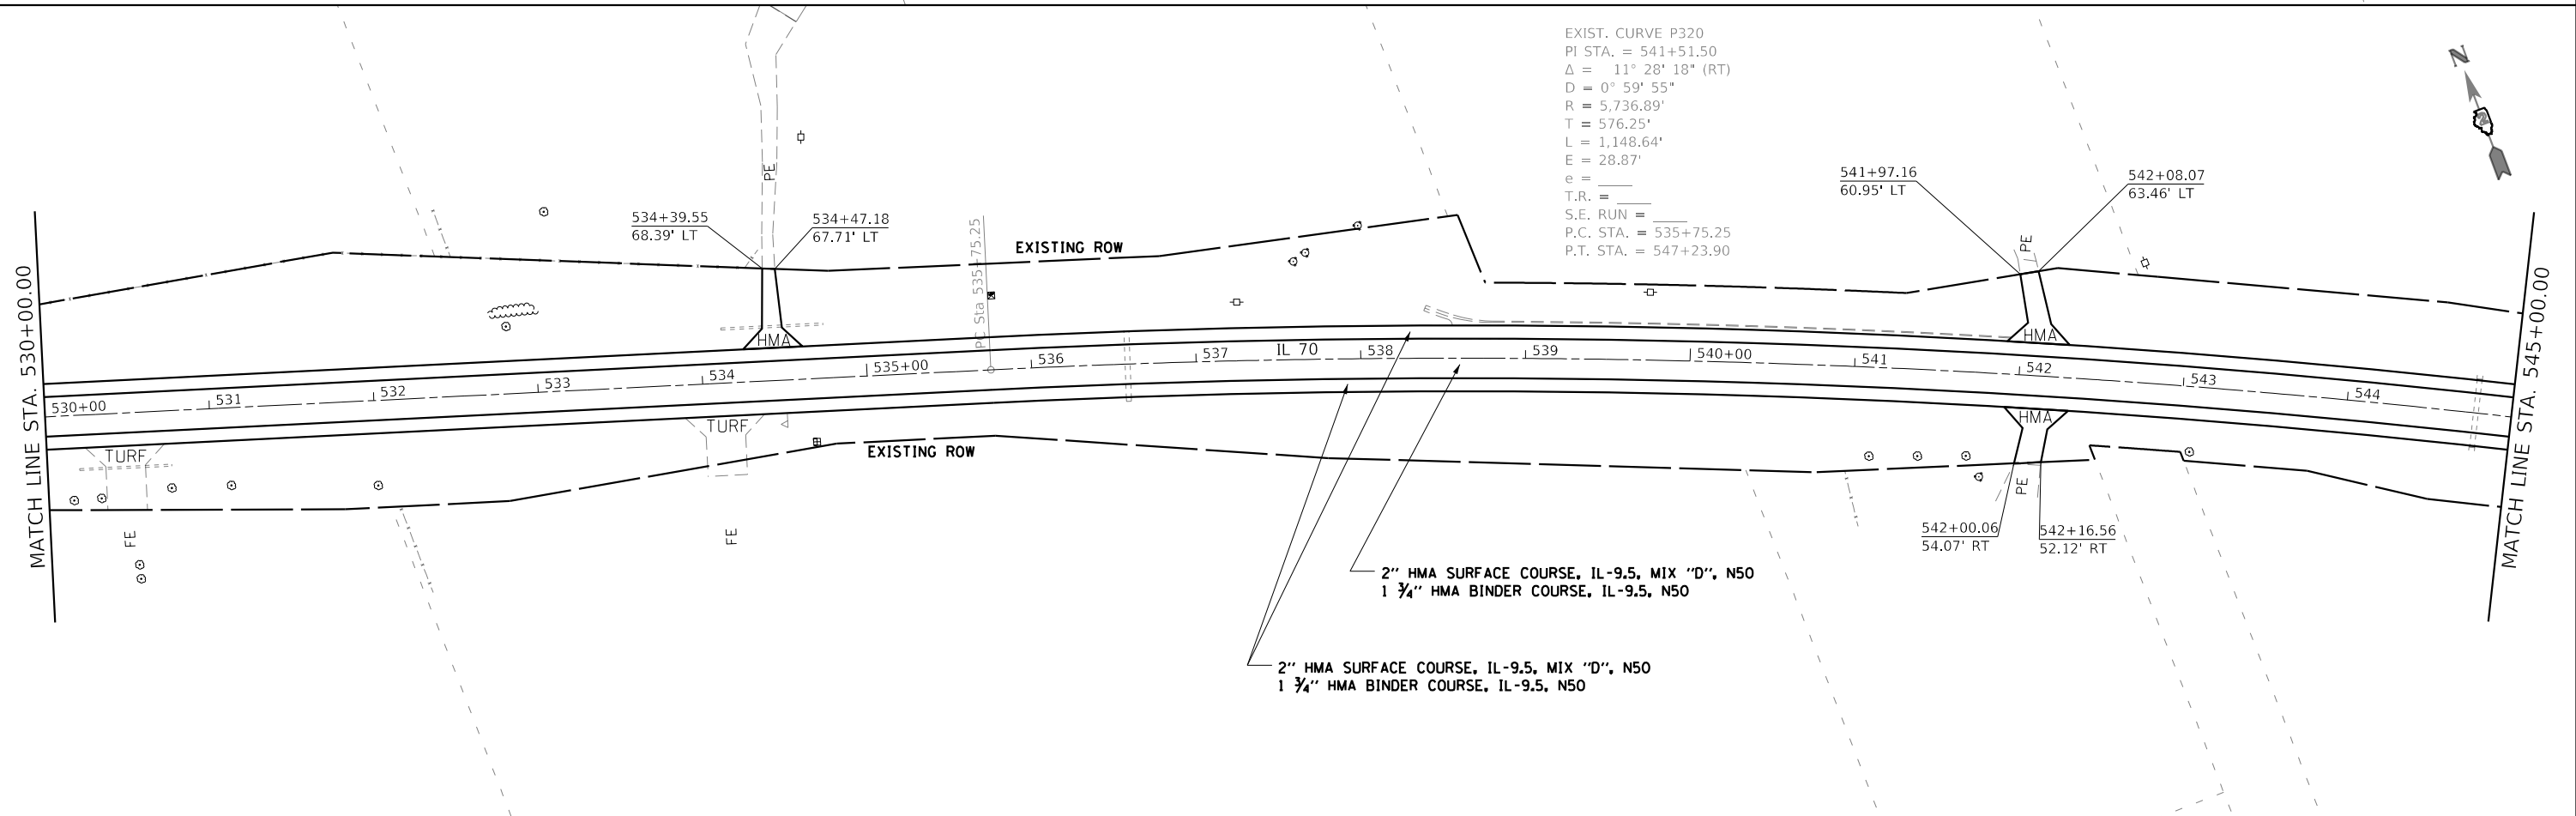 EXIST. CURVE P320
PI STA. = 541+51.50
Δ = 11° 28' 18" (RT)
D = 0° 59' 55"
R = 5,736.89'
T = 576.25'
L = 1,148.64'
E = 28.87'
e = ____
T.R. = ____
S.E. RUN = ____
P.C. STA. = 535+75.25
P.T. STA. = 547+23.90
N
PE
534+39.55
68.39' LT
534+47.18
67.71' LT
541+97.16
60.95' LT
542+08.07
63.46' LT
PE
EXISTING ROW
PC Sta 535+75.25
MATCH LINE STA. 530+00.00
MATCH LINE STA. 545+00.00
HMA
HMA
E
IL 70
530+00
531
532
533
534
535+00
536
537
538
539
540+00
541
542
543
544
TURF
TURF
HMA
EXISTING ROW
FE
FE
PE
542+00.06
54.07' RT
542+16.56
52.12' RT
2" HMA SURFACE COURSE, IL-9.5, MIX "D", N50
1 ¾" HMA BINDER COURSE, IL-9.5, N50
2" HMA SURFACE COURSE, IL-9.5, MIX "D", N50
1 ¾" HMA BINDER COURSE, IL-9.5, N50